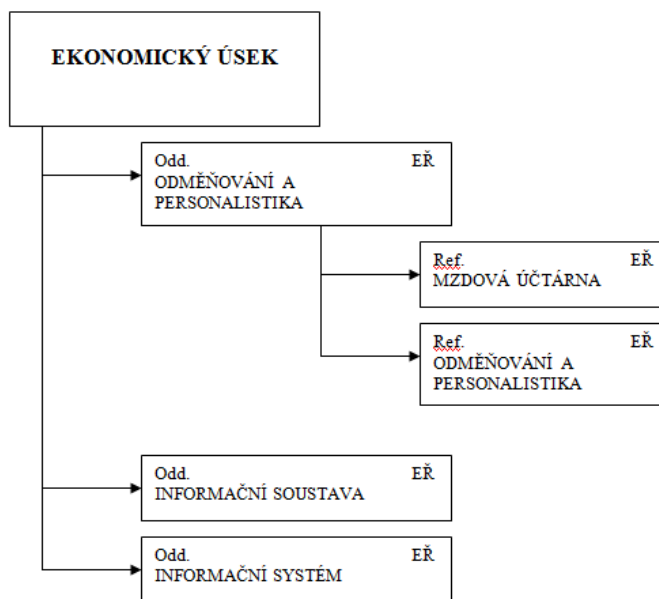 EKONOMICKÝ ÚSEK
Odd. EŘ
ODMĚŇOVÁNÍ A
PERSONALISTIKA
Ref. EŘ
MZDOVÁ ÚČTÁRNA
Ref. EŘ
ODMĚŇOVÁNÍ A
PERSONALISTIKA
Odd. EŘ
INFORMAČNÍ SOUSTAVA
Odd. EŘ
INFORMAČNÍ SYSTÉM